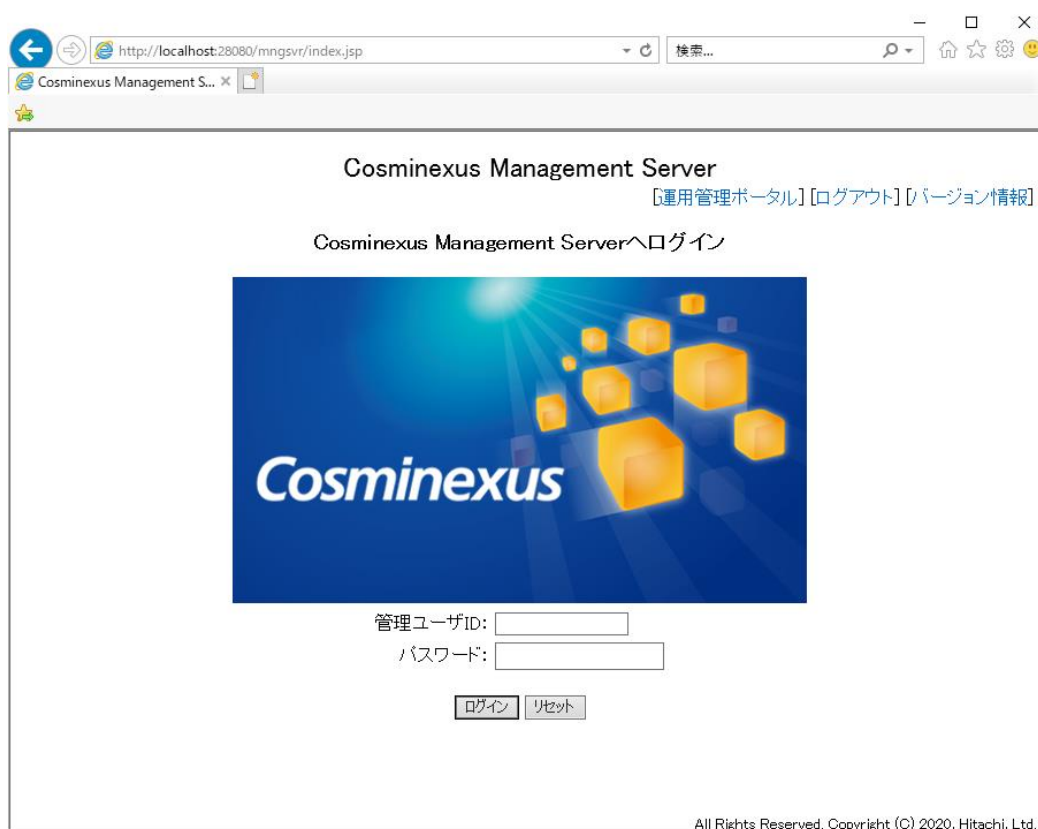 http://localhost:28080/mngsvr/index.jsp
検索...
Cosminexus Management S...
Cosminexus Management Server
[運用管理ポータル] [ログアウト] [バージョン情報]
Cosminexus Management Serverへログイン
Cosminexus
管理ユーザID:
パスワード:
ログイン リセット
All Rights Reserved. Copyright (C) 2020, Hitachi, Ltd.